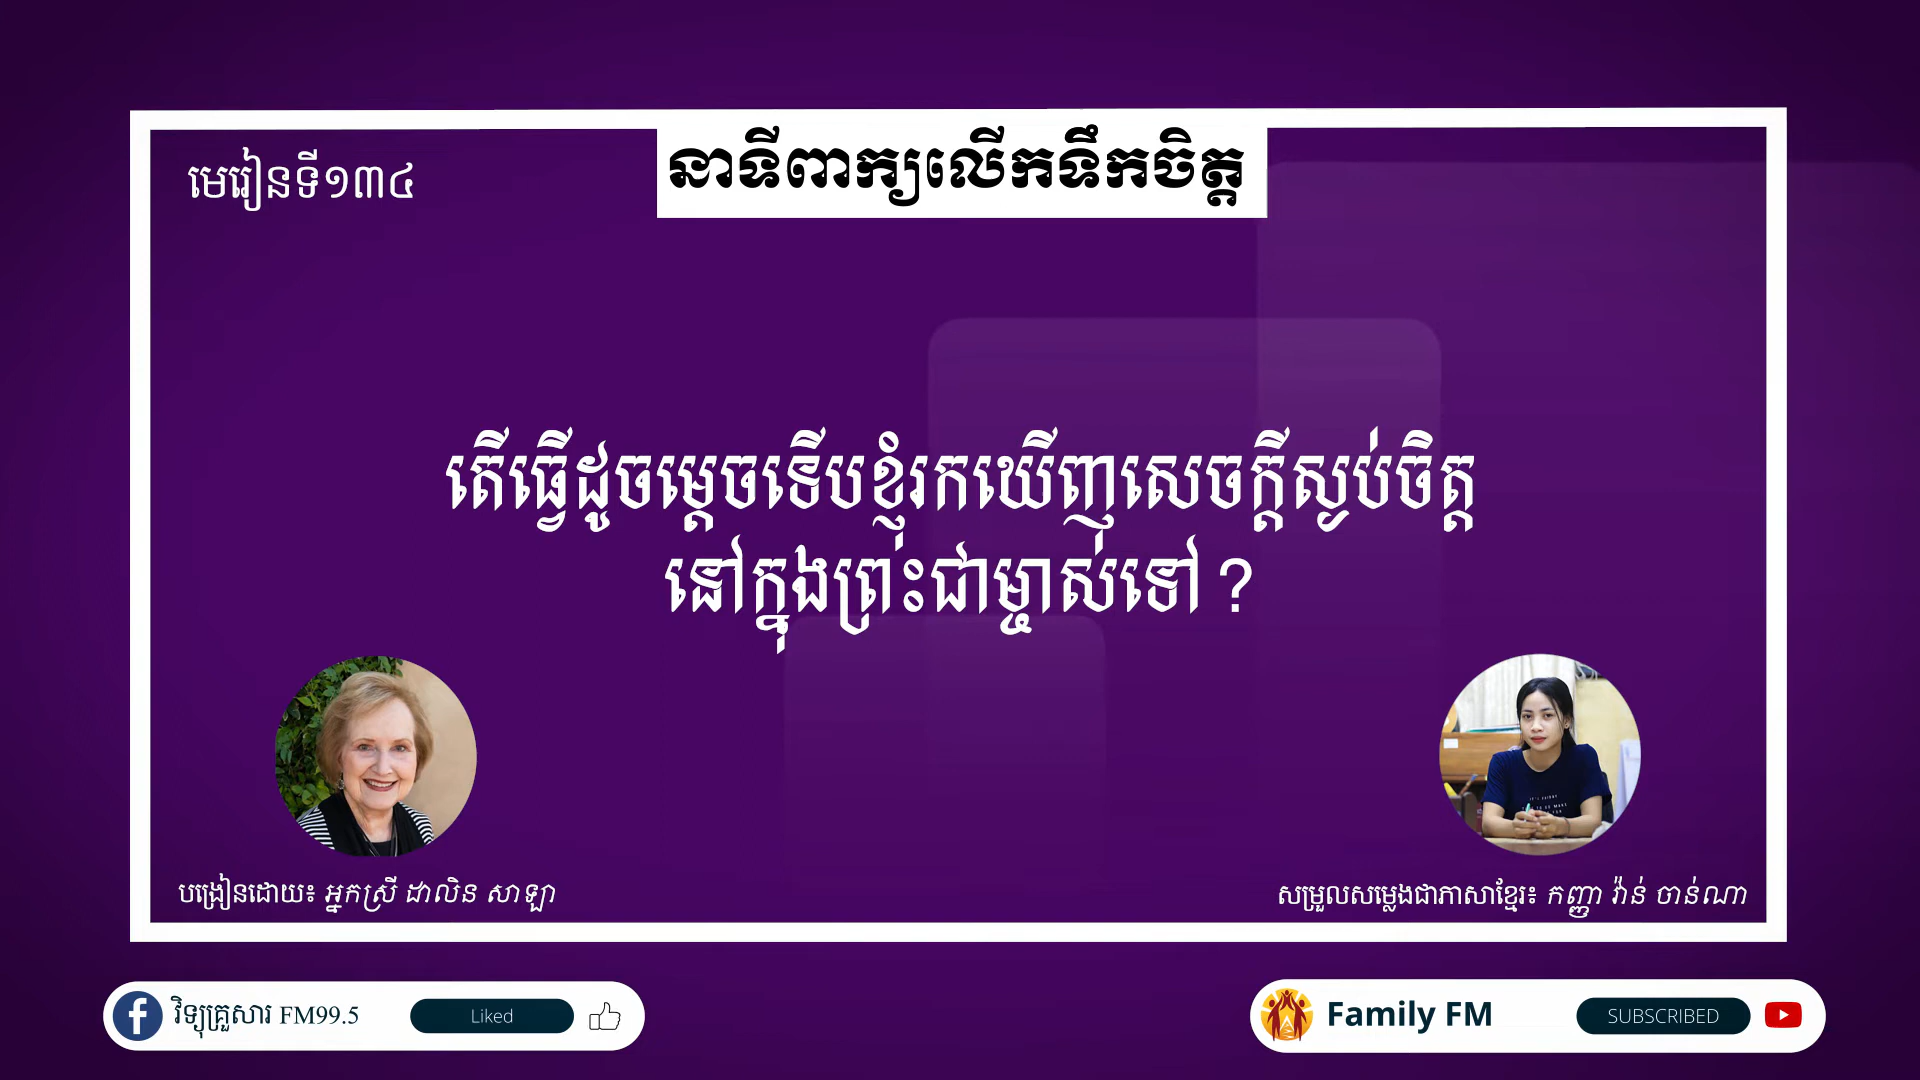 មេរៀនទី១៣៤
នាទីពាក្យលើកទឹកចិត្ត
តើធ្វើដូចម្ដេចទើបខ្ញុំរកឃើញសេចក្ដីស្ងប់ចិត្ត
នៅក្នុងព្រះជាម្ចាស់ទៅ ?
បង្រៀនដោយ៖ អ្នកស្រី ដាលិន សាឡា
សម្រួលសម្លេងជាភាសាខ្មែរ៖ កញ្ញា វ៉ាន់ ចាន់ណា
វិទ្យុគ្រួសារ FM99.5
Liked
Family FM
SUBSCRIBED